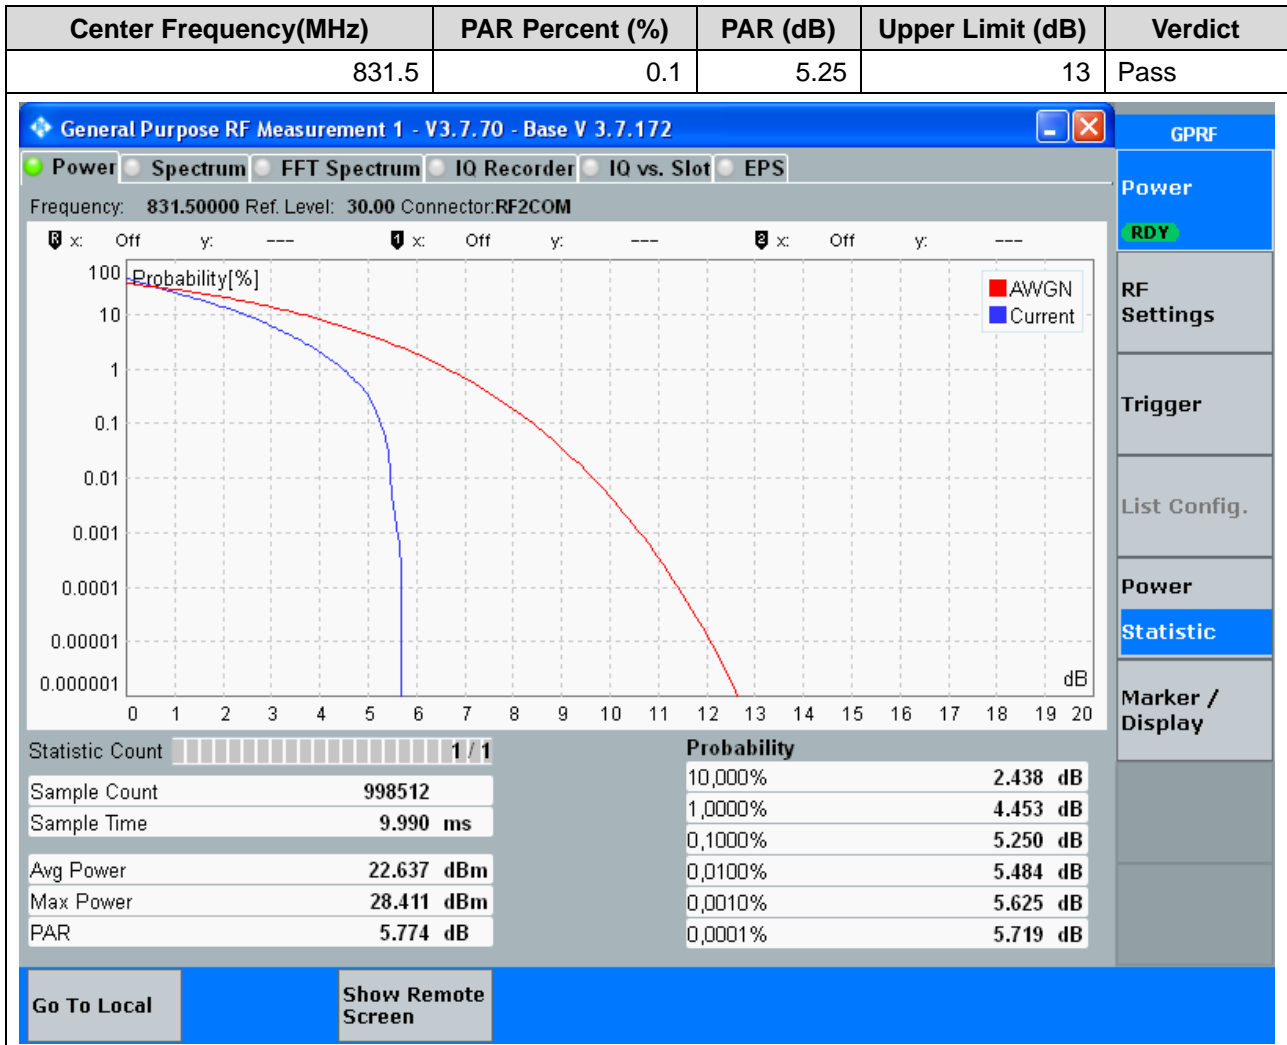 Center Frequency(MHz) PAR Percent (%) PAR (dB) Upper Limit (dB) Verdict
831.5 0.1 5.25 13 Pass
General Purpose RF Measurement 1 - V3.7.70 - Base V 3.7.172
GPRF
Power Spectrum FFT Spectrum IQ Recorder IQ vs. Slot EPS
Frequency: 831.50000 Ref. Level: 30.00 Connector:RF2COM
R x: Off y: --- 1 x: Off y: --- 2 x: Off y: ---
Probability[%]
100
10
1
0.1
0.01
0.001
0.0001
0.00001
0.000001
AWGN
Current
dB
0 1 2 3 4 5 6 7 8 9 10 11 12 13 14 15 16 17 18 19 20
Statistic Count 1 / 1
Sample Count 998512
Sample Time 9.990 ms
Avg Power 22.637 dBm
Max Power 28.411 dBm
PAR 5.774 dB
Probability
10,000% 2.438 dB
1,0000% 4.453 dB
0,1000% 5.250 dB
0,0100% 5.484 dB
0,0010% 5.625 dB
0,0001% 5.719 dB
Power
RDY
RF
Settings
Trigger
List Config.
Power
Statistic
Marker /
Display
Go To Local
Show Remote
Screen